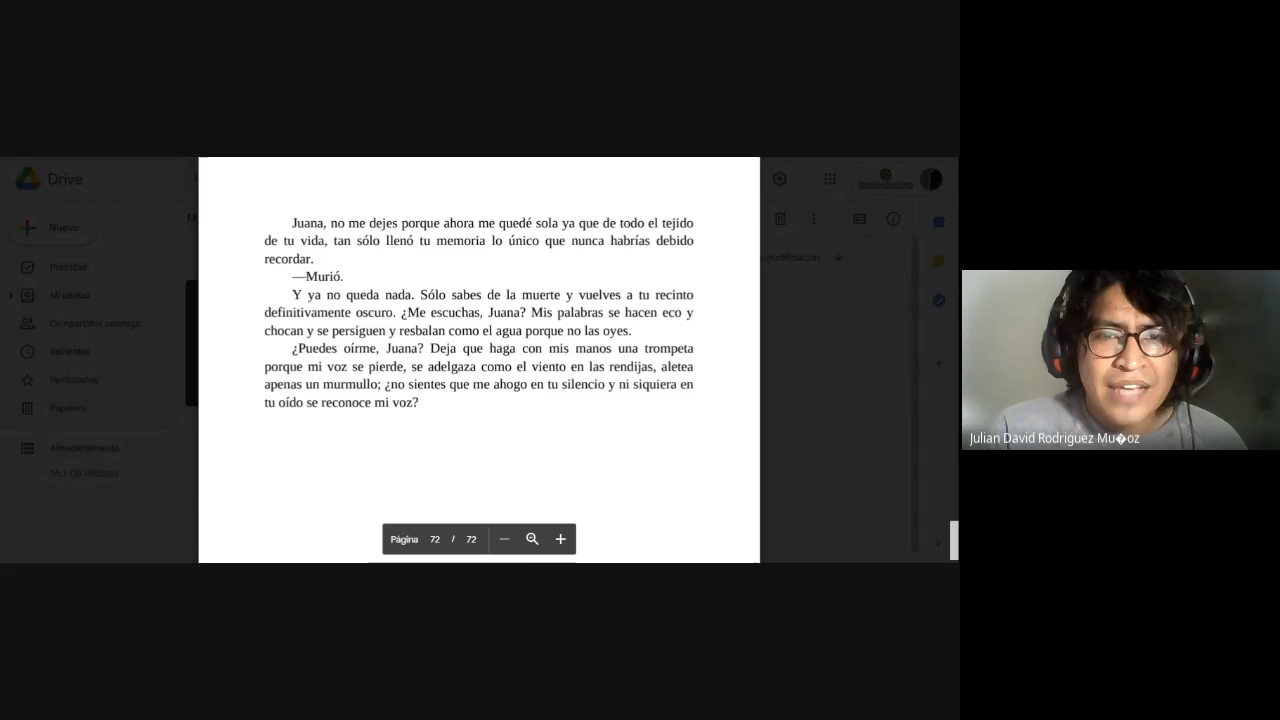 Drive
Nuevo
Prioridad
Mi unidad
Compartidos conmigo
Recientes
Destacados
Papelera
Almacenamiento
15.1 GB utilizado
Juana, no me dejes porque ahora me quedé sola ya que de todo el tejido
de tu vida, tan sólo llenó tu memoria lo único que nunca habrías debido
recordar.
—Murió.
Y ya no queda nada. Sólo sabes de la muerte y vuelves a tu recinto
definitivamente oscuro. ¿Me escuchas, Juana? Mis palabras se hacen eco y
chocan y se persiguen y resbalan como el agua porque no las oyes.
¿Puedes oírme, Juana? Deja que haga con mis manos una trompeta
porque mi voz se pierde, se adelgaza como el viento en las rendijas, aletea
apenas un murmullo; ¿no sientes que me ahogo en tu silencio y ni siquiera en
tu oído se reconoce mi voz?
Página 72 / 72
modificación
Julian David Rodriguez Mu�oz